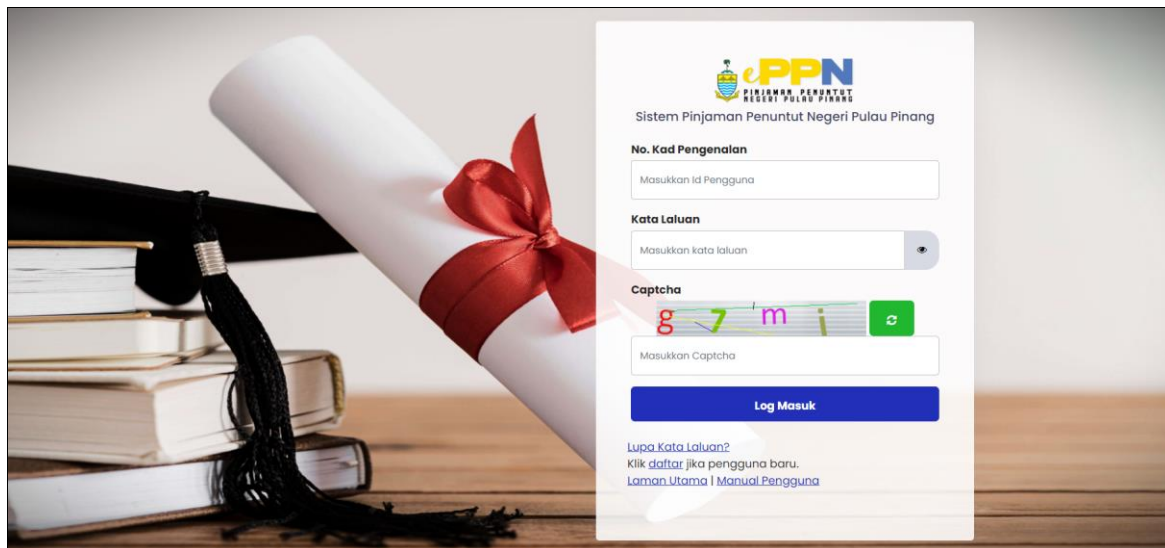 ePPN
PINJAMAN PENUNTUT
NEGERI PULAU PINANG
Sistem Pinjaman Penuntut Negeri Pulau Pinang
No. Kad Pengenalan
Masukkan Id Pengguna
Kata Laluan
Masukkan kata laluan
Captcha
g 7 m i
Masukkan Captcha
Log Masuk
Lupa Kata Laluan?
Klik daftar jika pengguna baru.
Laman Utama | Manual Pengguna